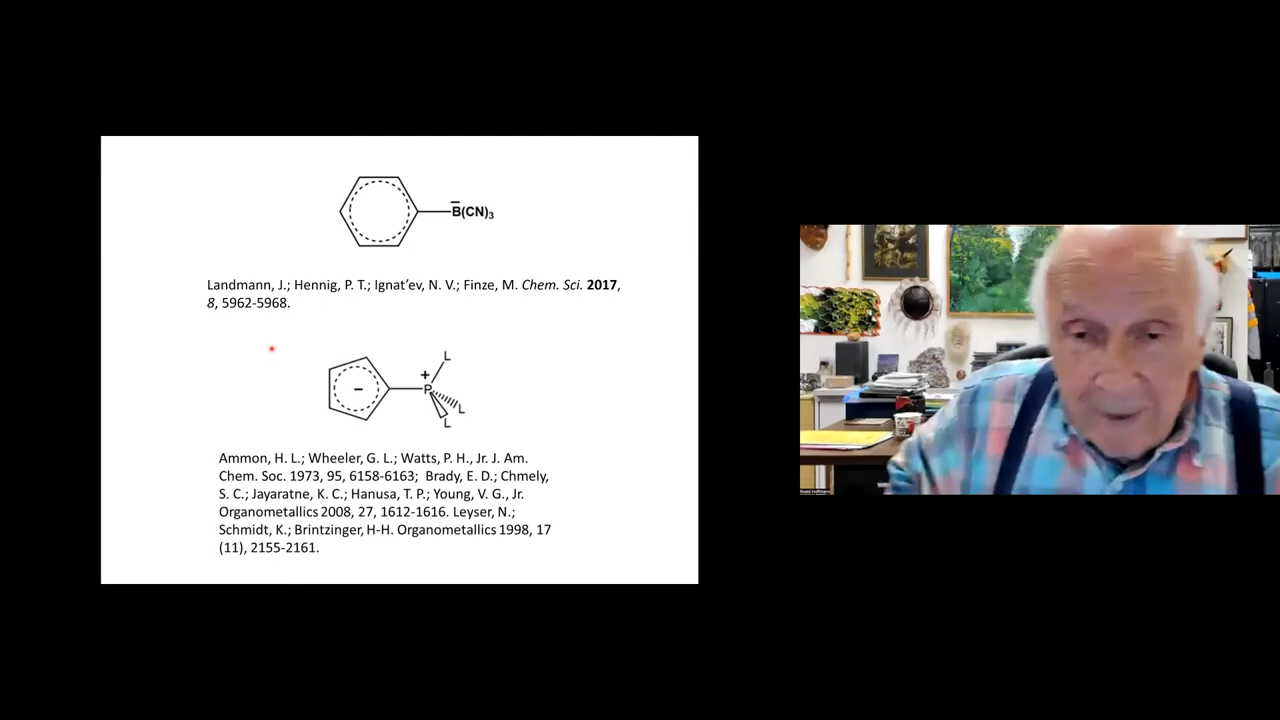 B(CN)3
Landmann, J.; Hennig, P. T.; Ignat'ev, N. V.; Finze, M. Chem. Sci. 2017,
8, 5962-5968.
L
+
- P
L
L
Ammon, H. L.; Wheeler, G. L.; Watts, P. H., Jr. J. Am.
Chem. Soc. 1973, 95, 6158-6163; Brady, E. D.; Chmely,
S. C.; Jayaratne, K. C.; Hanusa, T. P.; Young, V. G., Jr.
Organometallics 2008, 27, 1612-1616. Leyser, N.;
Schmidt, K.; Brintzinger, H-H. Organometallics 1998, 17
(11), 2155-2161.
Roald Hoffmann